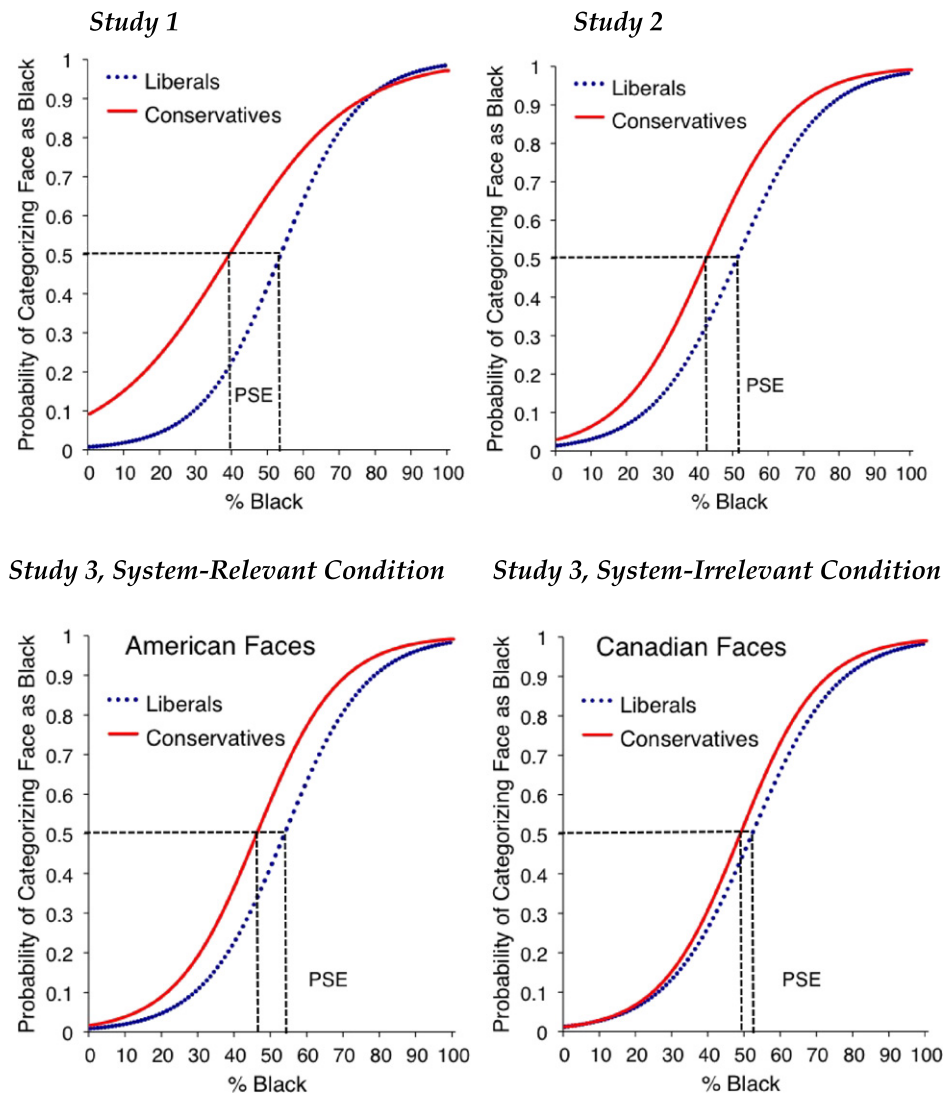 Study 1
Probability of Categorizing Face as Black
1
0.9
0.8
0.7
0.6
0.5
0.4
0.3
0.2
0.1
0
Liberals
Conservatives
PSE
0 10 20 30 40 50 60 70 80 90 100
% Black
Study 2
Probability of Categorizing Face as Black
1
0.9
0.8
0.7
0.6
0.5
0.4
0.3
0.2
0.1
0
Liberals
Conservatives
PSE
0 10 20 30 40 50 60 70 80 90 100
% Black
Study 3, System-Relevant Condition
Probability of Categorizing Face as Black
1
0.9
0.8
0.7
0.6
0.5
0.4
0.3
0.2
0.1
0
American Faces
Liberals
Conservatives
PSE
0 10 20 30 40 50 60 70 80 90 100
% Black
Study 3, System-Irrelevant Condition
Probability of Categorizing Face as Black
1
0.9
0.8
0.7
0.6
0.5
0.4
0.3
0.2
0.1
0
Canadian Faces
Liberals
Conservatives
PSE
0 10 20 30 40 50 60 70 80 90 100
% Black